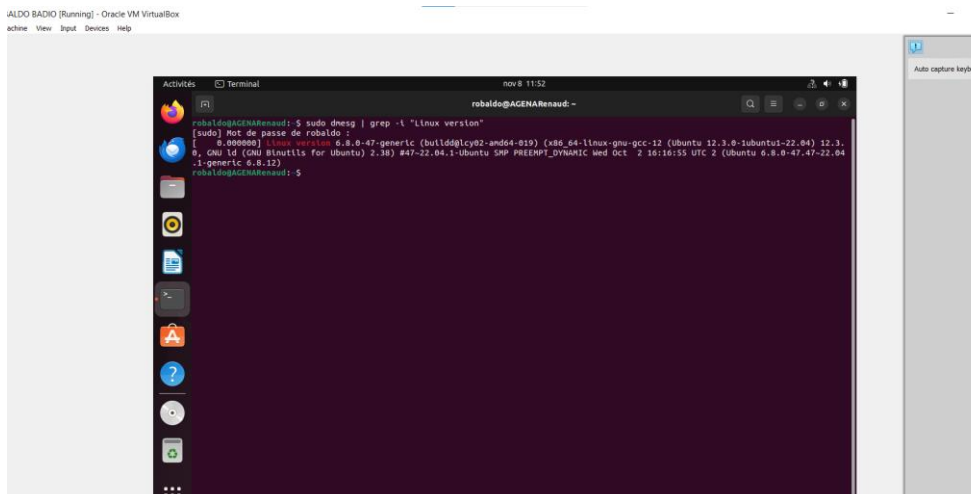 ALDO BADIO [Running] - Oracle VM VirtualBox
achine View Input Devices Help
Auto capture keyb
Activités Terminal nov 8 11:52
robaldo@AGENARenaud: ~
robaldo@AGENARenaud:~$ sudo dmesg | grep -i "Linux version"
[sudo] Mot de passe de robaldo :
[    0.000000] Linux version 6.8.0-47-generic (buildd@lcy02-amd64-019) (x86_64-linux-gnu-gcc-12 (Ubuntu 12.3.0-1ubuntu1~22.04) 12.3.
0, GNU ld (GNU Binutils for Ubuntu) 2.38) #47~22.04.1-Ubuntu SMP PREEMPT_DYNAMIC Wed Oct  2 16:16:55 UTC 2 (Ubuntu 6.8.0-47.47~22.04
.1-generic 6.8.12)
robaldo@AGENARenaud:~$